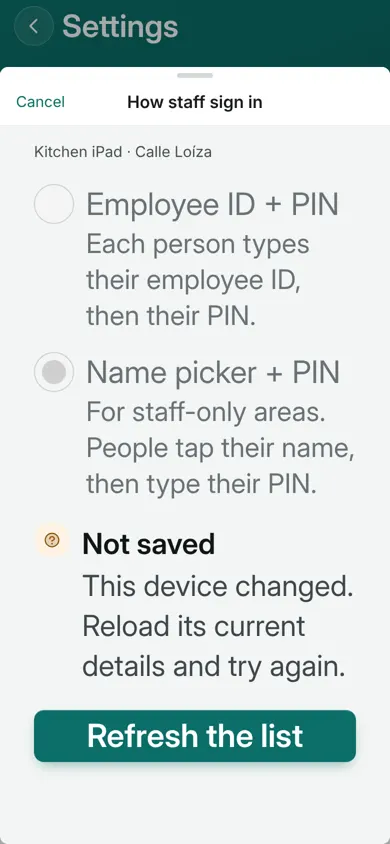 Settings
Cancel
How staff sign in
Kitchen iPad · Calle Loíza
Employee ID + PIN
Each person types
their employee ID,
then their PIN.
Name picker + PIN
For staff-only areas.
People tap their name,
then type their PIN.
Not saved
This device changed.
Reload its current
details and try again.
Refresh the list